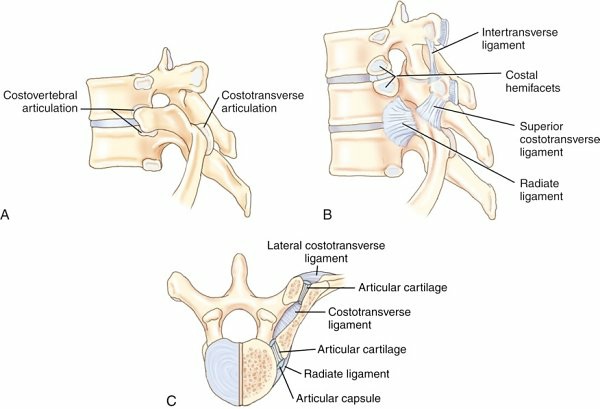 Costovertebral
articulation
Costotransverse
articulation
A
Intertransverse
ligament
Costal
hemifacets
Superior
costotransverse
ligament
Radiate
ligament
B
Lateral costotransverse
ligament
Articular cartilage
Costotransverse
ligament
Articular cartilage
Radiate ligament
Articular capsule
C